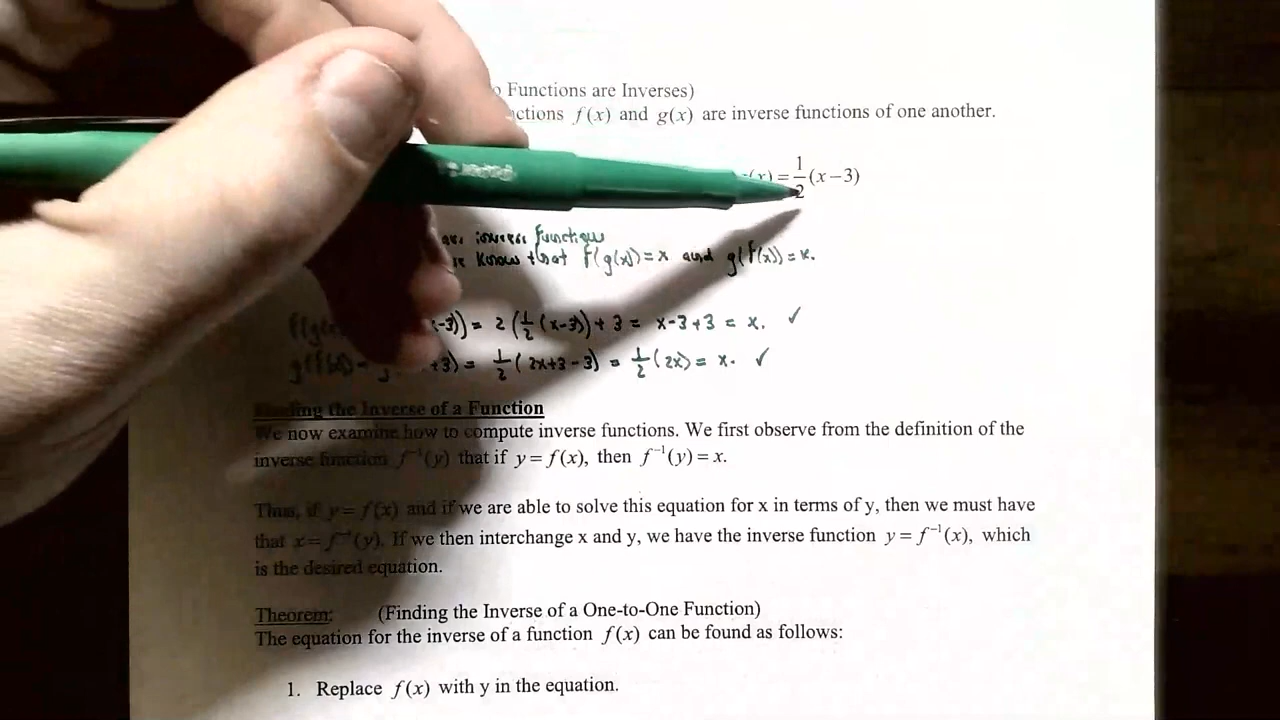 Functions are Inverses)
f(x) and g(x) are inverse functions of one another.
(x) = 1/2 (x-3)
are inverse functions
know that f(g(x)) = x and g(f(x)) = x.
-3)) = 2(1/2(x-3)) + 3 = x-3+3 = x. ✓
+3) = 1/2(2x+3-3) = 1/2(2x) = x. ✓
Finding the Inverse of a Function
We now examine how to compute inverse functions. We first observe from the definition of the
inverse function f⁻¹(y) that if y = f(x), then f⁻¹(y) = x.
Thus, if y = f(x) and if we are able to solve this equation for x in terms of y, then we must have
that x = f⁻¹(y). If we then interchange x and y, we have the inverse function y = f⁻¹(x), which
is the desired equation.
Theorem: (Finding the Inverse of a One-to-One Function)
The equation for the inverse of a function f(x) can be found as follows:
1. Replace f(x) with y in the equation.